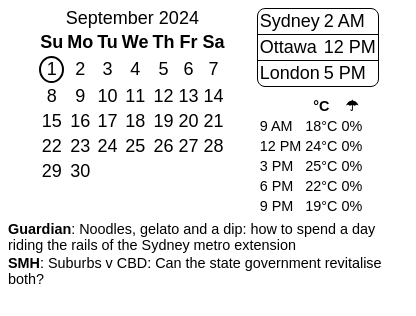 September 2024
Su Mo Tu We Th Fr Sa
1 2 3 4 5 6 7
8 9 10 11 12 13 14
15 16 17 18 19 20 21
22 23 24 25 26 27 28
29 30
Sydney 2 AM
Ottawa 12 PM
London 5 PM
°C ☂
9 AM 18°C 0%
12 PM 24°C 0%
3 PM 25°C 0%
6 PM 22°C 0%
9 PM 19°C 0%
Guardian: Noodles, gelato and a dip: how to spend a day
riding the rails of the Sydney metro extension
SMH: Suburbs v CBD: Can the state government revitalise
both?